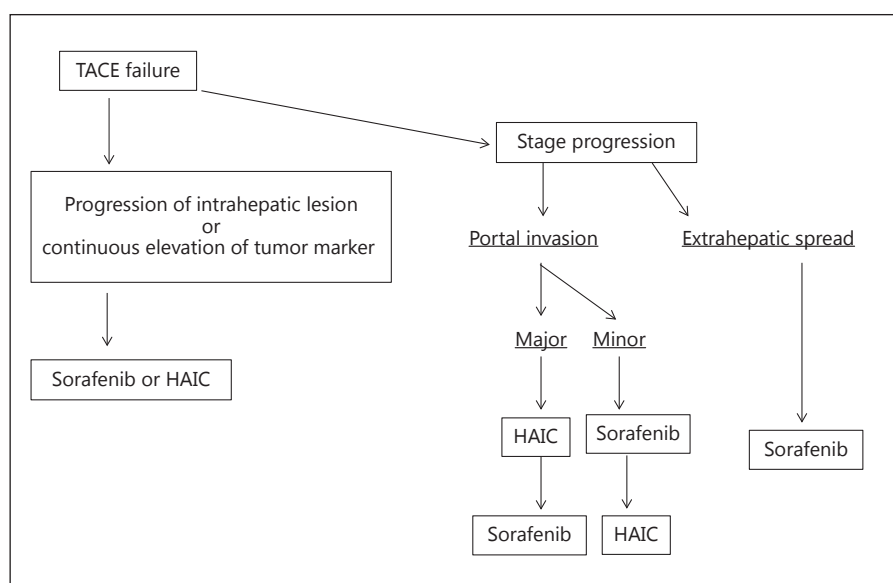 TACE failure
Stage progression
Progression of intrahepatic lesion
or
continuous elevation of tumor marker
Portal invasion
Extrahepatic spread
Major
Minor
Sorafenib or HAIC
HAIC
Sorafenib
Sorafenib
Sorafenib
HAIC